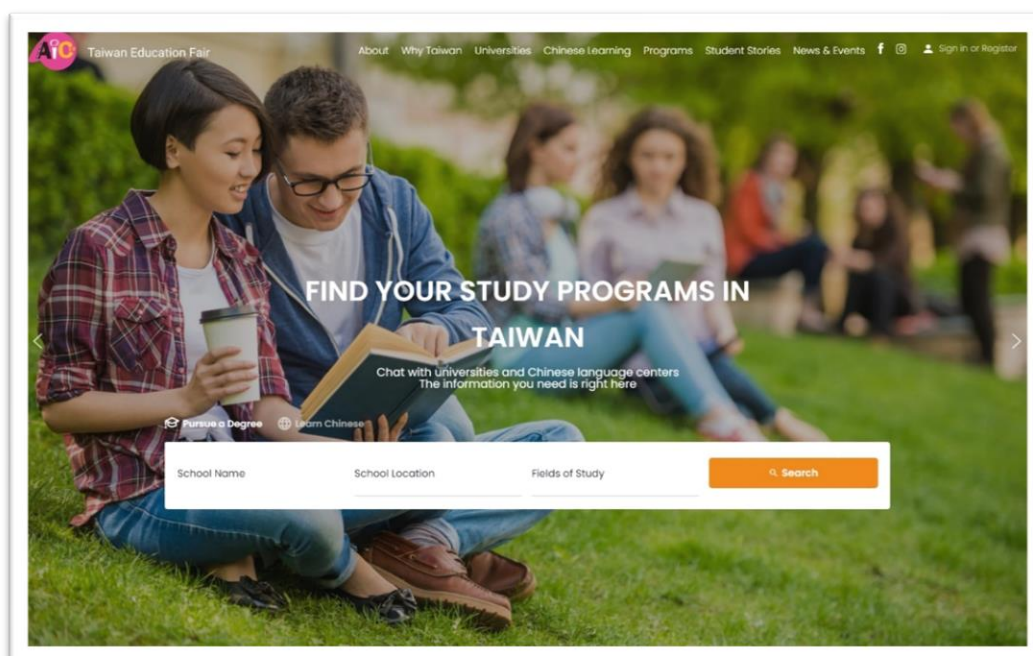 AiC
Taiwan Education Fair
About Why Taiwan Universities Chinese Learning Programs Student Stories News & Events f Sign in or Register
FIND YOUR STUDY PROGRAMS IN
TAIWAN
Chat with universities and Chinese language centers
The information you need is right here
Pursue a Degree Learn Chinese
School Name School Location Fields of Study Search